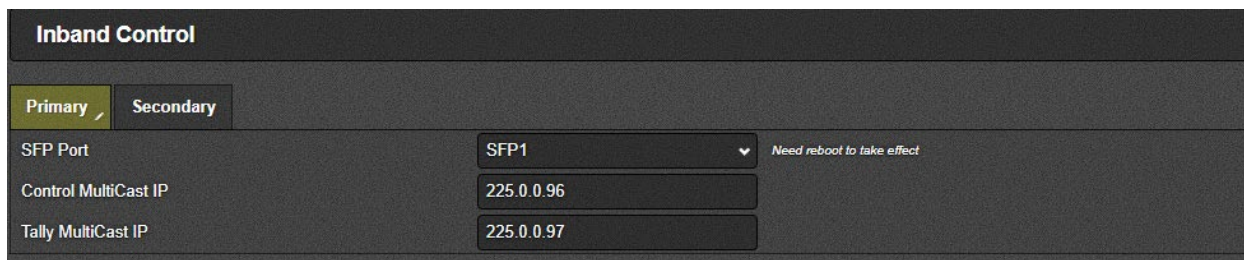 Inband Control
Primary Secondary
SFP Port SFP1 Need reboot to take effect
Control MultiCast IP 225.0.0.96
Tally MultiCast IP 225.0.0.97